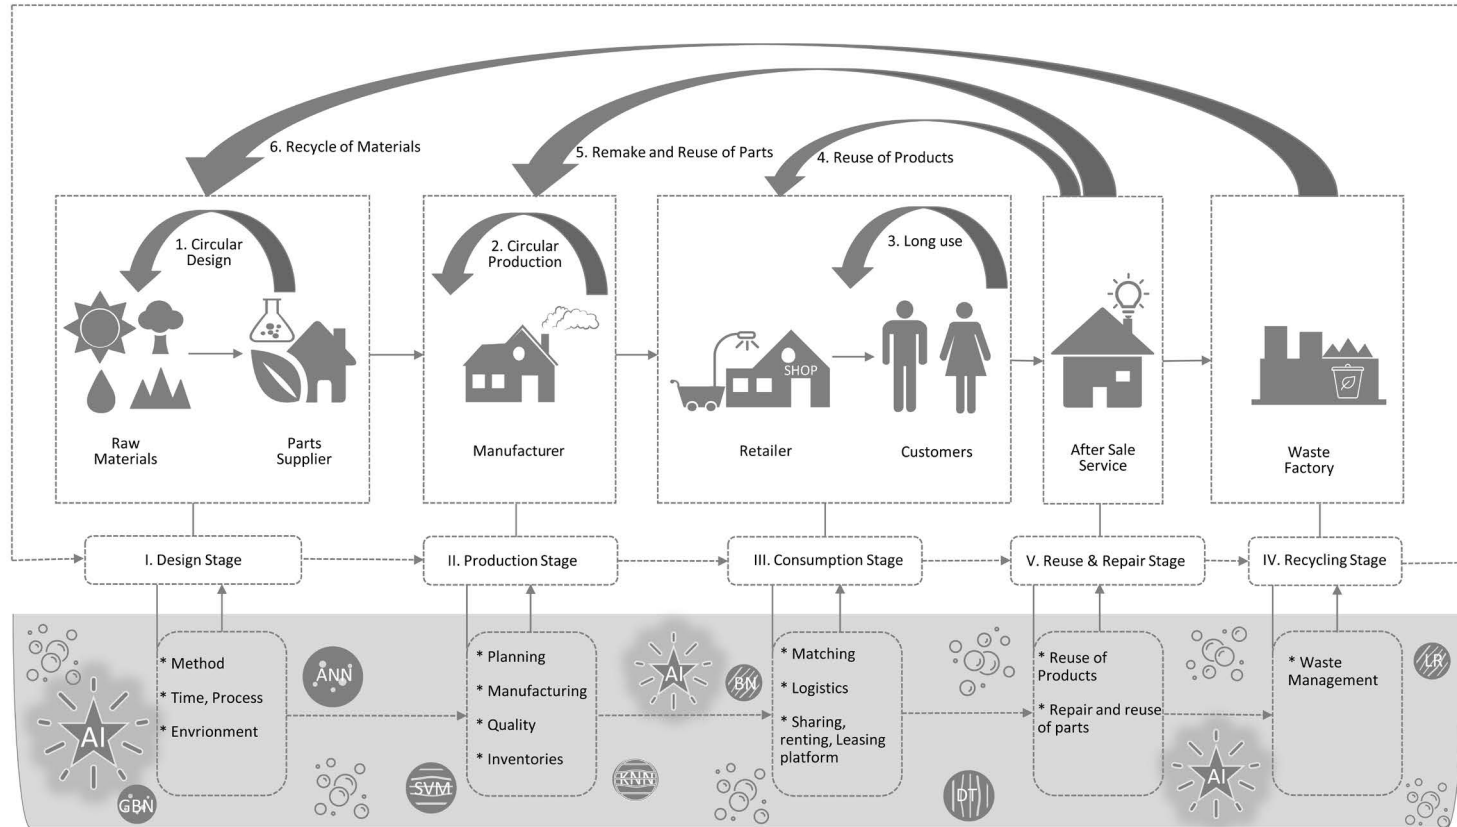 6. Recycle of Materials
5. Remake and Reuse of Parts
4. Reuse of Products
1. Circular
Design
2. Circular
Production
3. Long use
SHOP
Raw
Materials
Parts
Supplier
Manufacturer
Retailer
Customers
After Sale
Service
Waste
Factory
I. Design Stage
II. Production Stage
III. Consumption Stage
V. Reuse & Repair Stage
IV. Recycling Stage
* Method
* Time, Process
* Envrionment
* Planning
* Manufacturing
* Quality
* Inventories
* Matching
* Logistics
* Sharing,
renting, Leasing
platform
* Reuse of
Products
* Repair and reuse
of parts
* Waste
Management
AI
GBN
ANN
SVM
KNN
AI
BN
DT
AI
LR